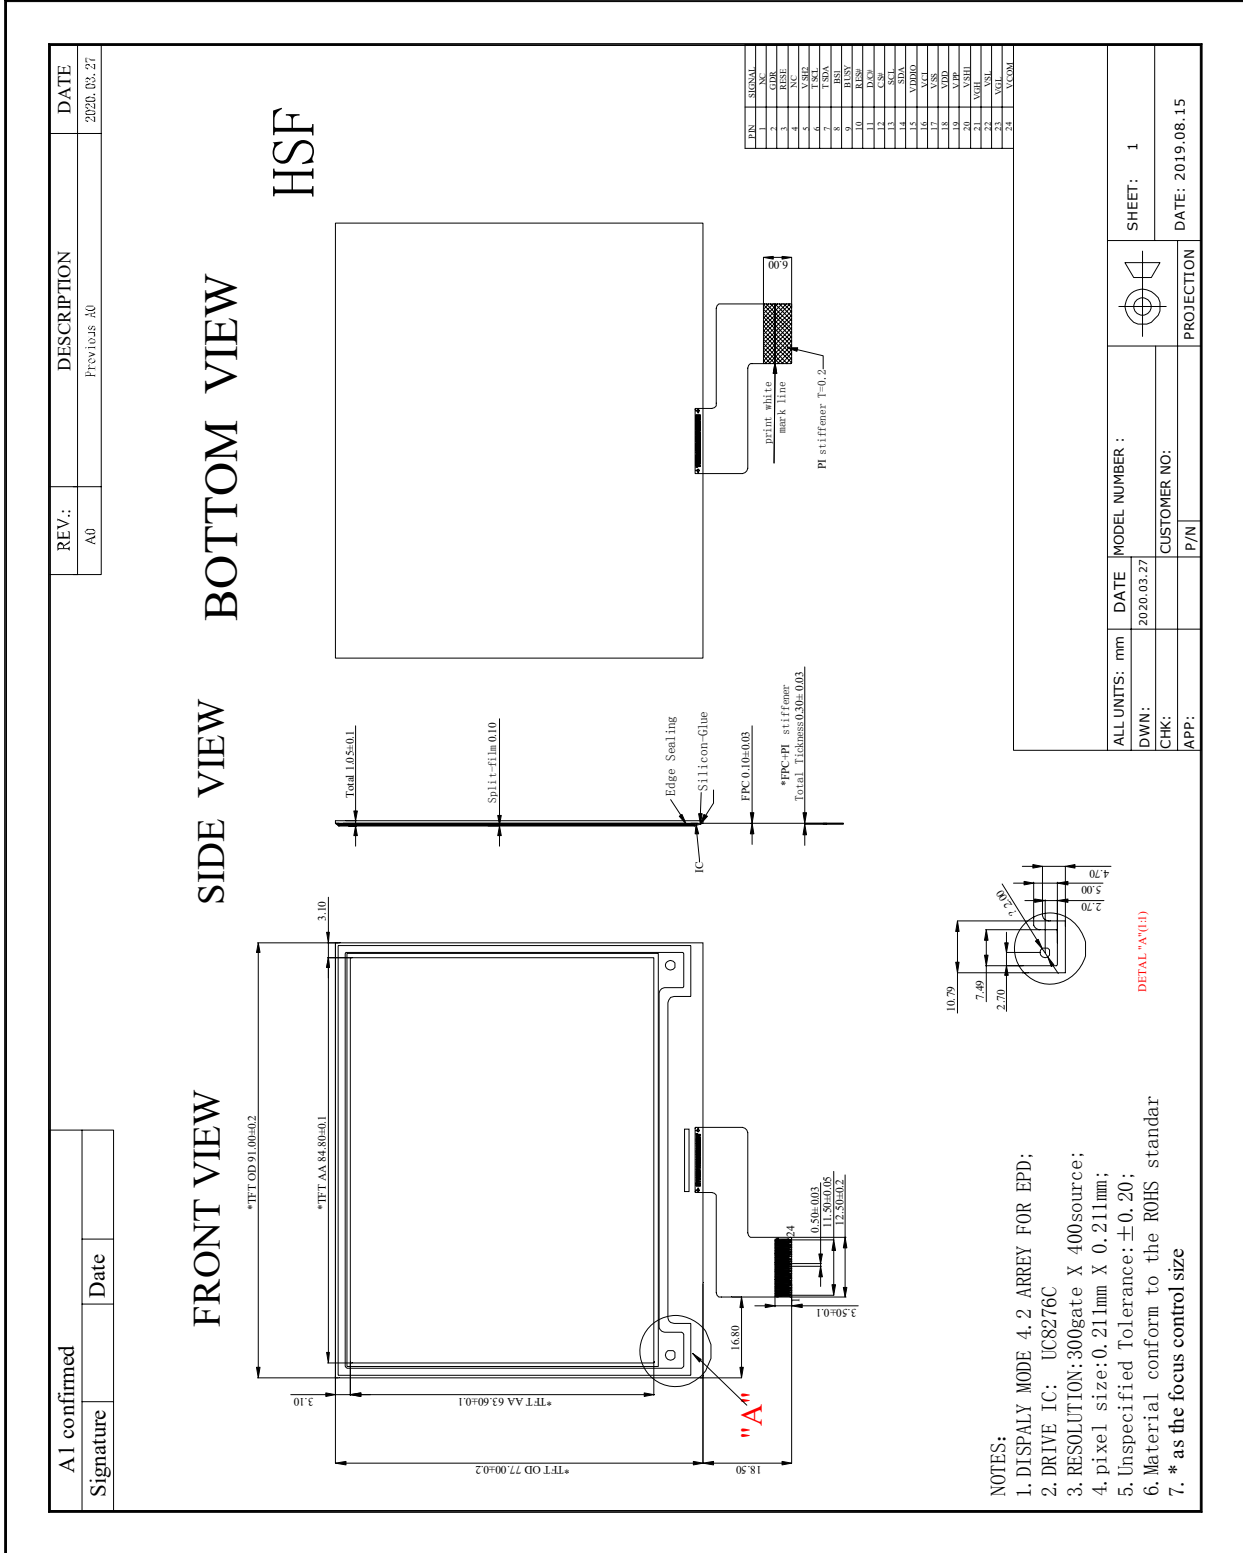 A1 confirmed
Signature
Date
REV.:
DESCRIPTION
DATE
A0
Previous A0
2020.03.27
FRONT VIEW
SIDE VIEW
BOTTOM VIEW
HSF
*TFT OD 91.00±0.2
*TFT AA 84.80±0.1
3.10
3.10
*TFT AA 63.60±0.1
*TFT OD 77.00±0.2
18.50
"A"
16.80
3.50±0.1
1
24
0.50±0.03
11.50±0.05
12.50±0.2
Total 1.05±0.1
Split-film 0.10
Edge Sealing
Silicon-Glue
IC
FPC 0.10±0.03
*FPC+PI stiffener
Total Tickness0.30±0.03
print white
mark line
PI stiffener T=0.2
6.00
PIN SIGNAL
1 NC
2 GDR
3 RESE
4 NC
5 VSH2
6 TSCL
7 TSDA
8 BS1
9 BUSY
10 RES#
11 D/C#
12 CS#
13 SCL
14 SDA
15 VDDIO
16 VCI
17 VSS
18 VDD
19 VPP
20 VSH1
21 VGH
22 VSL
23 VGL
24 VCOM
10.79
7.49
2.70
? 2.00
2.70
5.00
4.70
DETAL "A"(1:1)
NOTES:
1. DISPALY MODE 4.2 ARREY FOR EPD;
2. DRIVE IC: UC8276C
3. RESOLUTION:300gate X 400source;
4. pixel size:0.211mm X 0.211mm;
5. Unspecified Tolerance:±0.20;
6. Material conform to the ROHS standar
7. * as the focus control size
ALL UNITS: mm
DATE
MODEL NUMBER :
SHEET: 1
DWN:
2020.03.27
CHK:
CUSTOMER NO:
APP:
P/N
PROJECTION
DATE: 2019.08.15